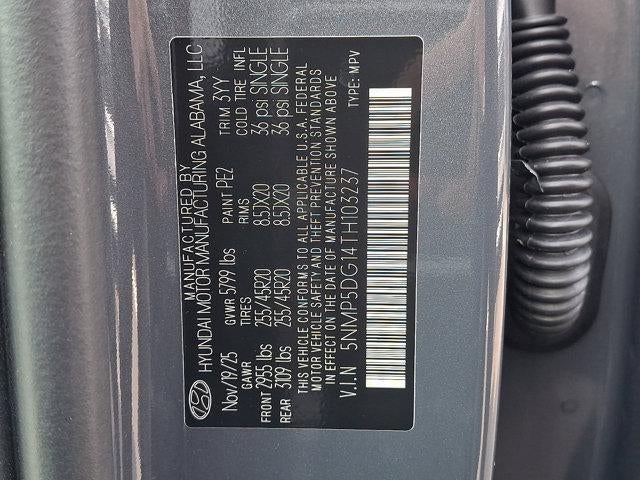 MANUFACTURED BY
HYUNDAI MOTOR MANUFACTURING ALABAMA, LLC
Nov/19/25 GVWR 5799 lbs PAINT PE2 TRIM 3YY
GAWR TIRES RIMS COLD TIRE INFL
FRONT 2955 lbs 255/45R20 8.5JX20 36 psi SINGLE
REAR 3109 lbs 255/45R20 8.5JX20 36 psi SINGLE
THIS VEHICLE CONFORMS TO ALL APPLICABLE U.S.A. FEDERAL
MOTOR VEHICLE SAFETY AND THEFT PREVENTION STANDARDS
IN EFFECT ON THE DATE OF MANUFACTURE SHOWN ABOVE
V.I.N 5NMP5DG14TH103237 TYPE: MPV